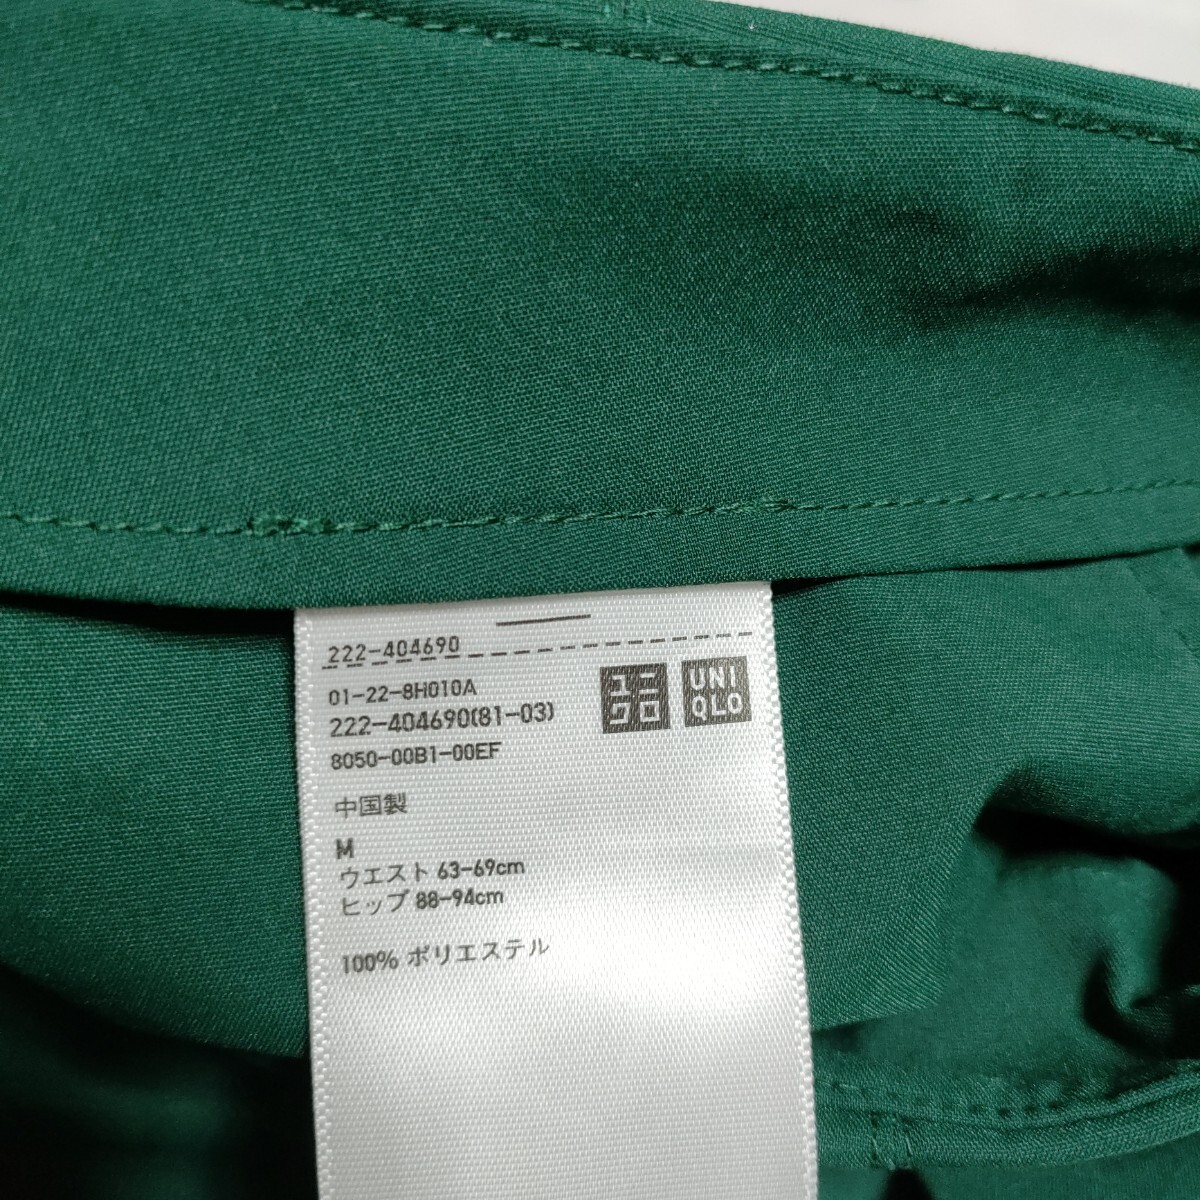 222-404690
01-22-8H010A
222-404690(81-03)
8050-00B1-00EF
ユニ
クロ
UNI
QLO
中国製
M
ウエスト 63-69cm
ヒップ 88-94cm
100% ポリエステル